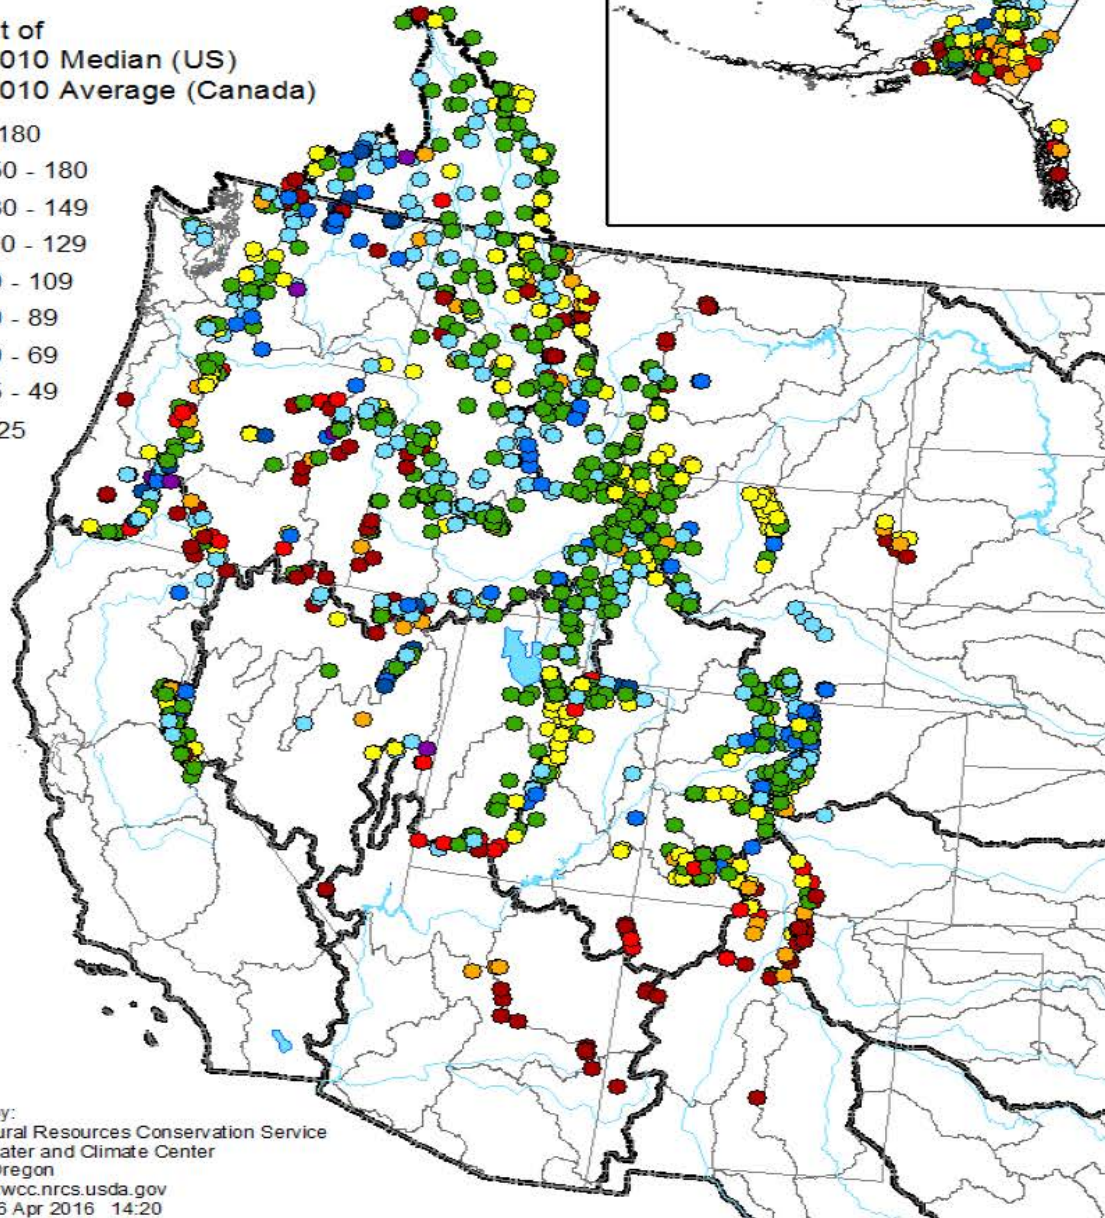 t of
010 Median (US)
010 Average (Canada)
180
0 - 180
0 - 149
0 - 129
- 109
- 89
- 69
- 49
25
y:
ural Resources Conservation Service
ater and Climate Center
Oregon
wcc.nrcs.usda.gov
6 Apr 2016 14:20